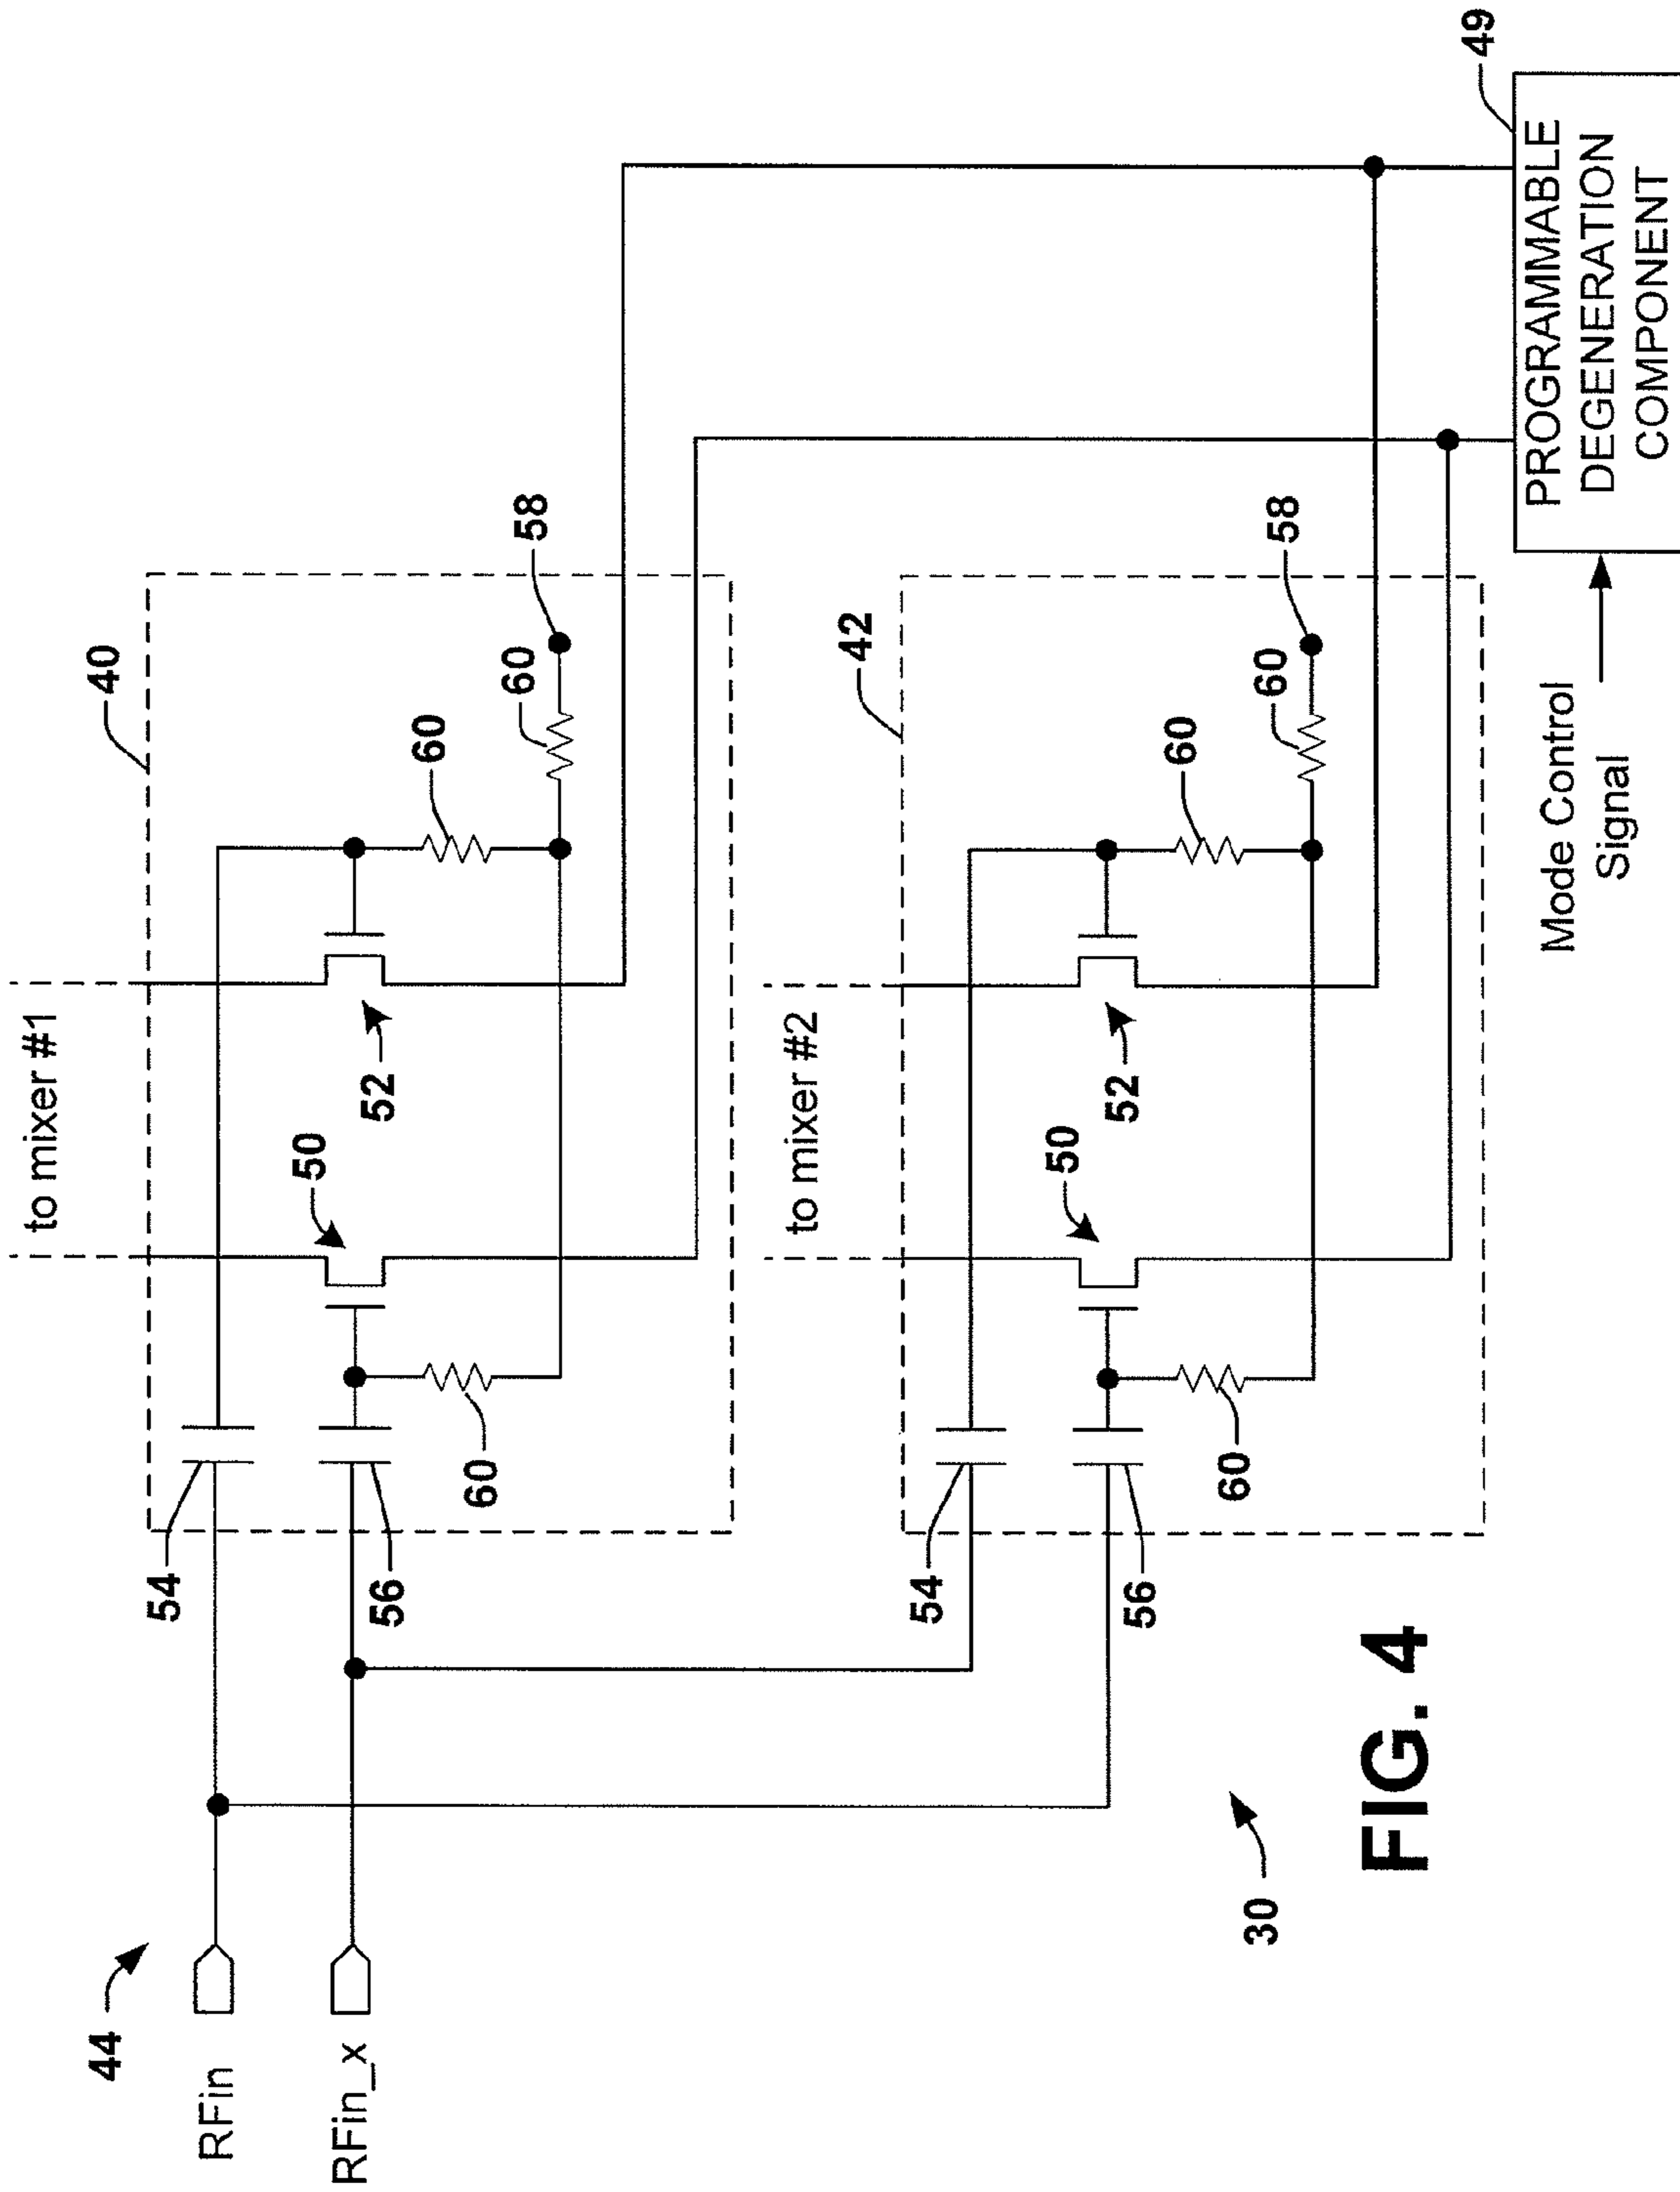 44
RFin
RFin_x
54
56
to mixer #1
40
50
52
60
60
60
58
54
56
to mixer #2
42
50
52
60
60
60
58
Mode Control
Signal
49
PROGRAMMABLE
DEGENERATION
COMPONENT
30
FIG. 4